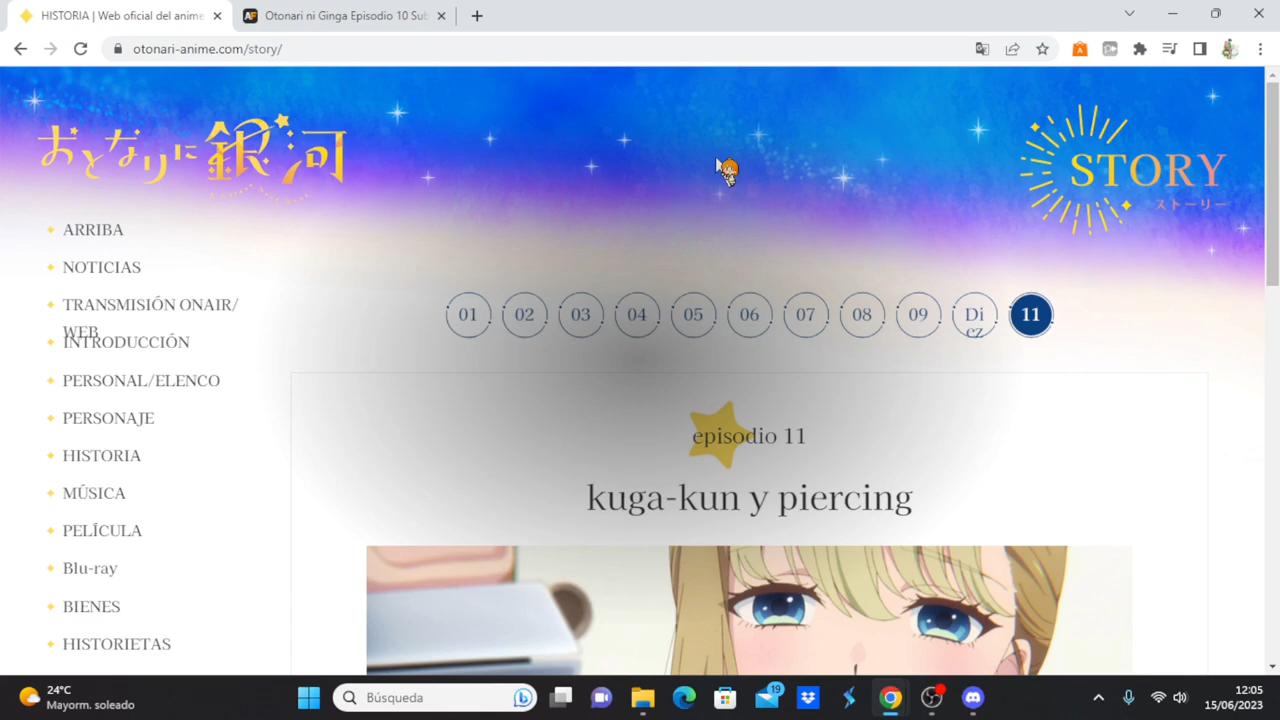 HISTORIA | Web oficial del anime
Otonari ni Ginga Episodio 10 Sub
otonari-anime.com/story/
おとなりに銀河
STORY
ストーリー
ARRIBA
NOTICIAS
TRANSMISIÓN ONAIR/
WEB
INTRODUCCIÓN
PERSONAL/ELENCO
PERSONAJE
HISTORIA
MÚSICA
PELÍCULA
Blu-ray
BIENES
HISTORIETAS
01 02 03 04 05 06 07 08 09 Di 11
ez
episodio 11
kuga-kun y piercing
24°C
Mayorm. soleado
Búsqueda
19
12:05
15/06/2023